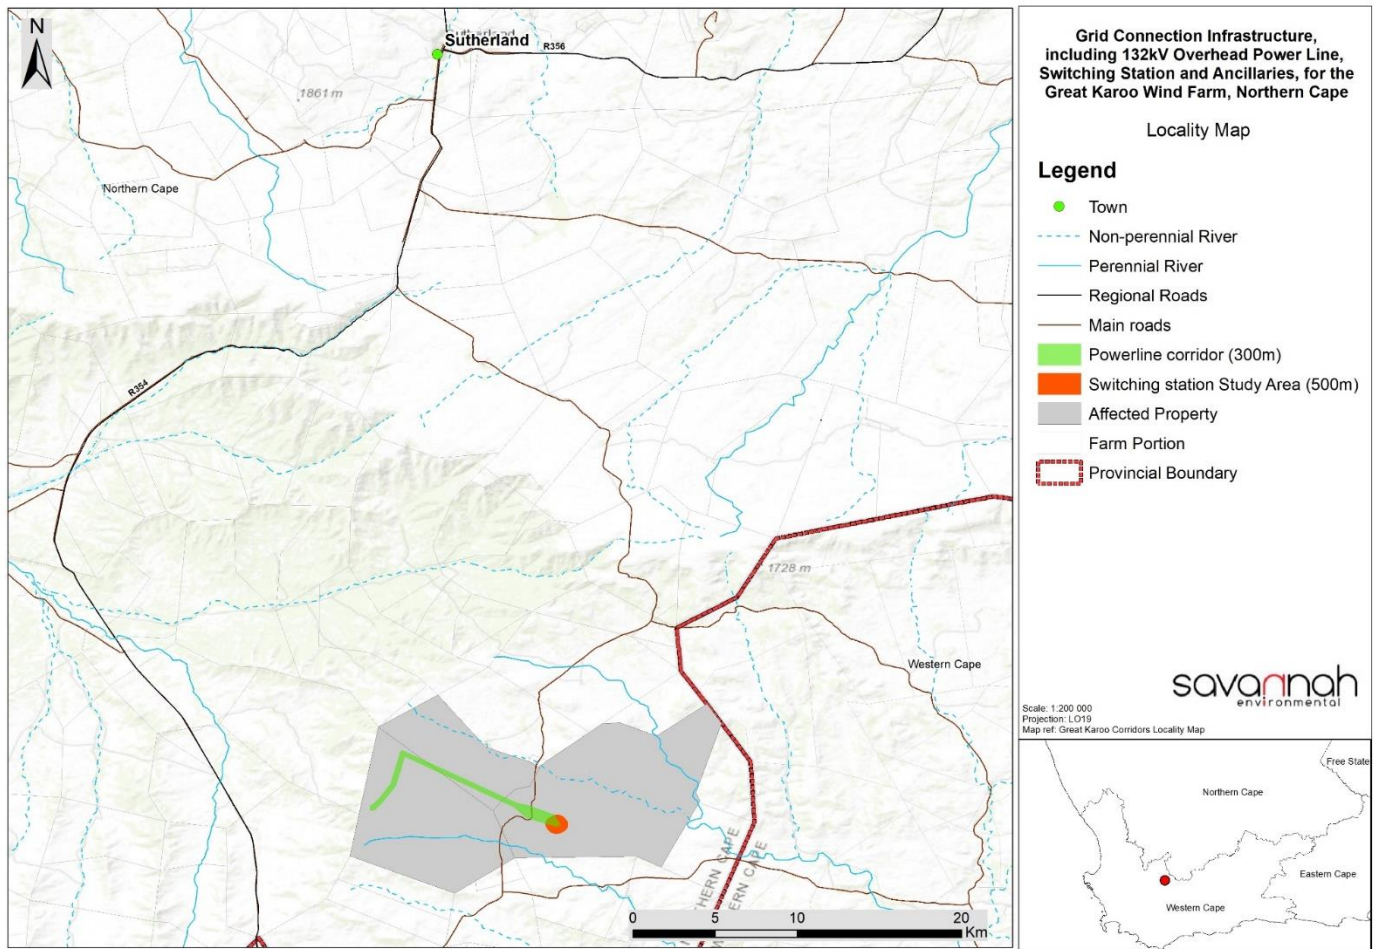 N
Sutherland
R356
1861 m
Northern Cape
R354
1728 m
Western Cape
HERN CAPE
ERN CAPE
0
5
10
20
Km
Grid Connection Infrastructure,
including 132kV Overhead Power Line,
Switching Station and Ancillaries, for the
Great Karoo Wind Farm, Northern Cape
Locality Map
Legend
Town
Non-perennial River
Perennial River
Regional Roads
Main roads
Powerline corridor (300m)
Switching station Study Area (500m)
Affected Property
Farm Portion
Provincial Boundary
savannah
environmental
Scale: 1:200 000
Projection: LO19
Map ref: Great Karoo Corridors Locality Map
Free State
Northern Cape
Eastern Cape
Western Cape